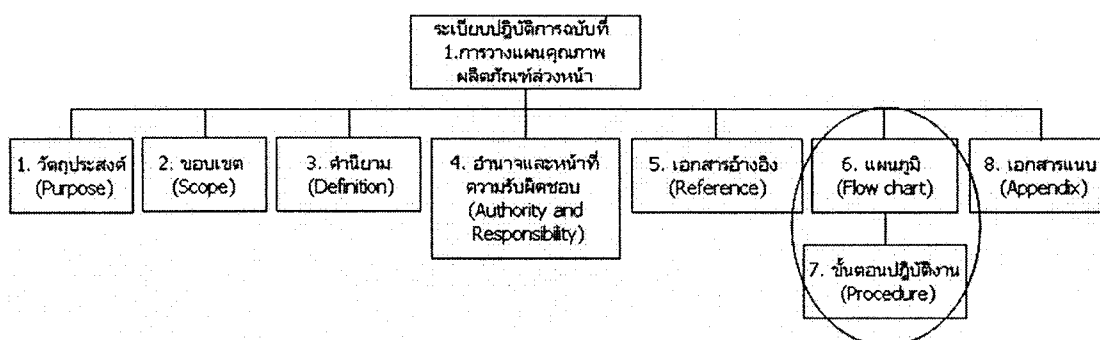 ระเบียบปฏิบัติการฉบับที่
1.การวางแผนคุณภาพ
ผลิตภัณฑ์ล่วงหน้า
1. วัตถุประสงค์
(Purpose)
2. ขอบเขต
(Scope)
3. คำนิยาม
(Definition)
4. อำนาจและหน้าที่
ความรับผิดชอบ
(Authority and
Responsibility)
5. เอกสารอ้างอิง
(Reference)
6. แผนภูมิ
(Flow chart)
8. เอกสารแนบ
(Appendix)
7. ขั้นตอนปฏิบัติงาน
(Procedure)